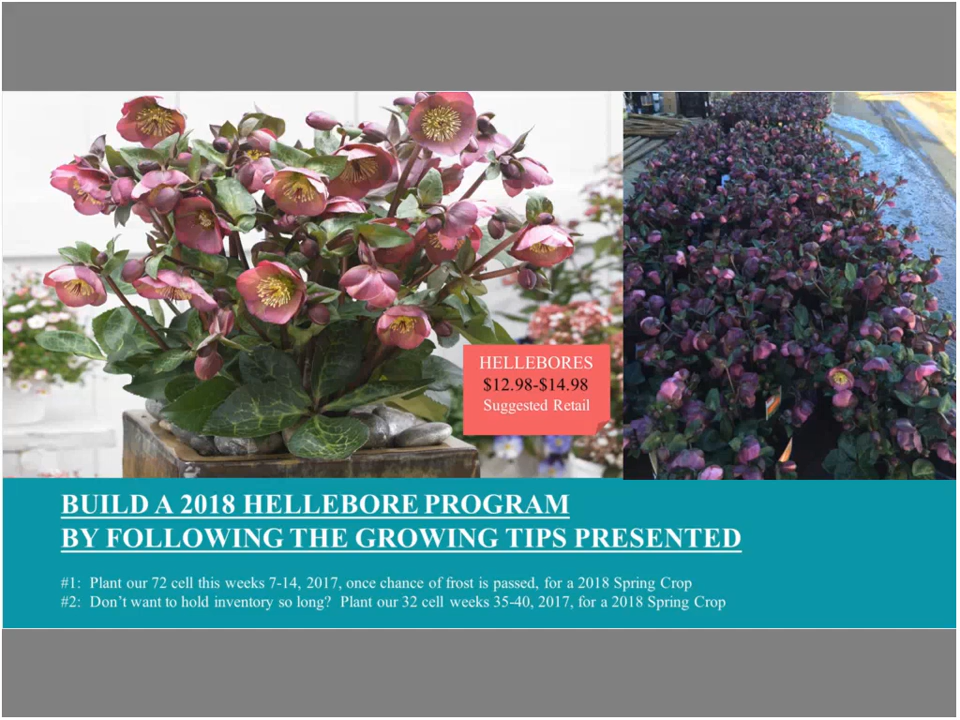 HELLEBORES
$12.98-$14.98
Suggested Retail
BUILD A 2018 HELLEBORE PROGRAM
BY FOLLOWING THE GROWING TIPS PRESENTED
#1:  Plant our 72 cell this weeks 7-14, 2017, once chance of frost is passed, for a 2018 Spring Crop
#2:  Don’t want to hold inventory so long?  Plant our 32 cell weeks 35-40, 2017, for a 2018 Spring Crop